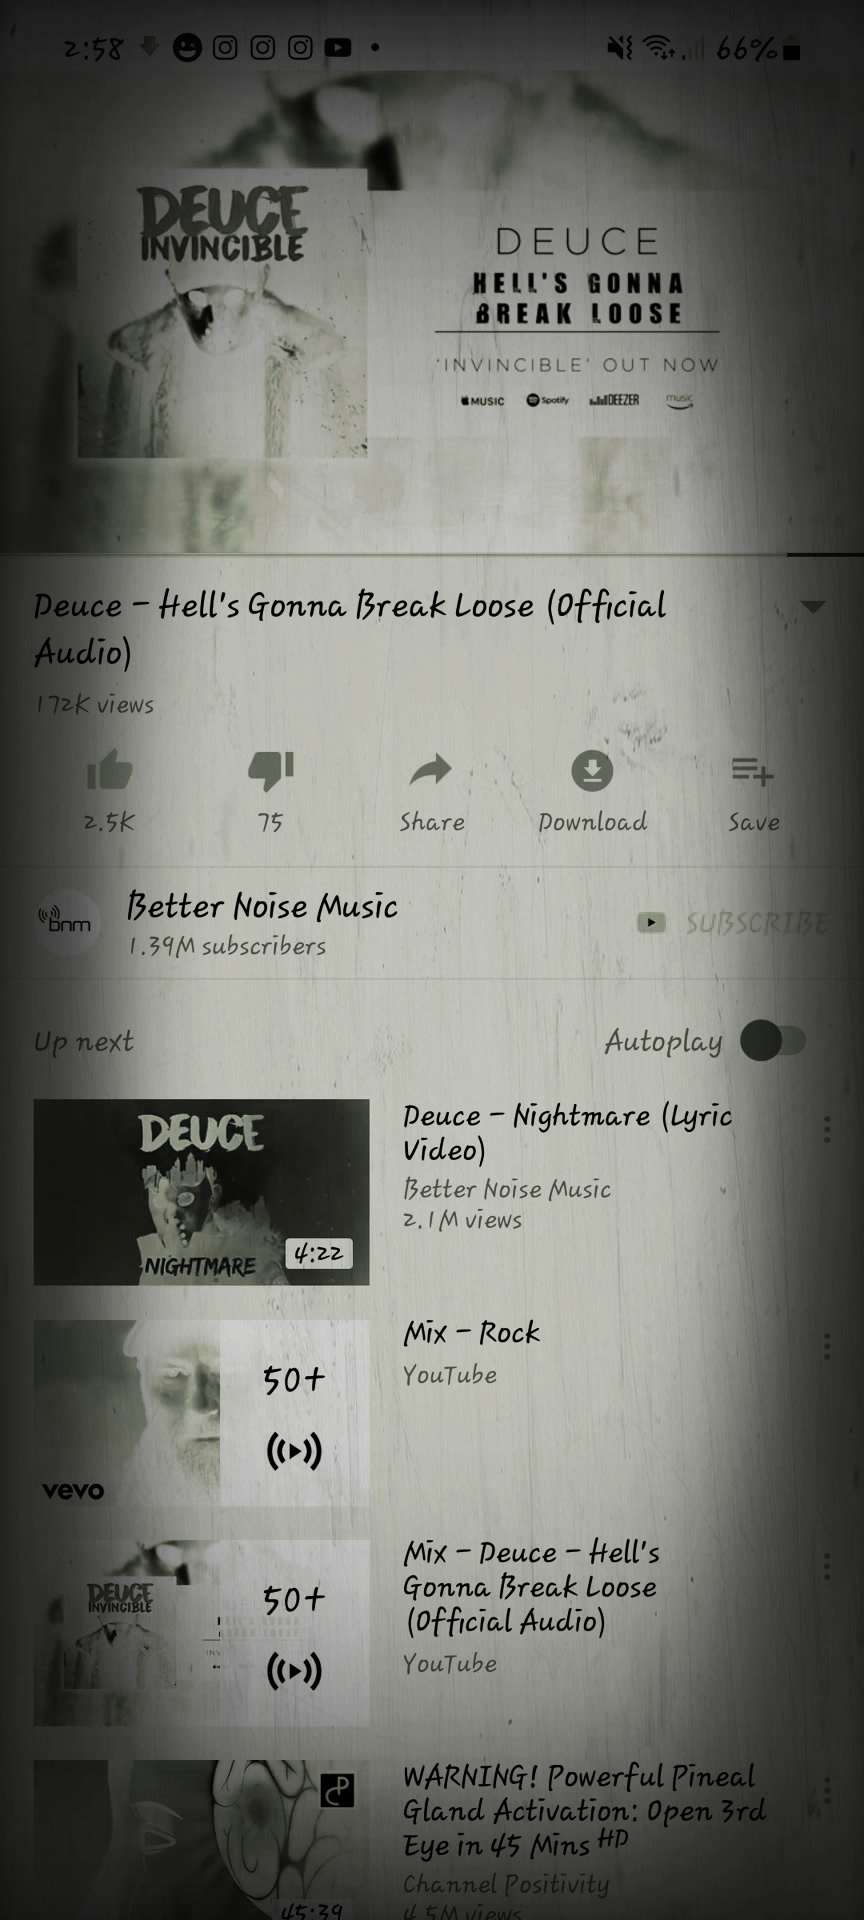 2:58
66%
DEUCE
INVINCIBLE
DEUCE
HELL'S GONNA
BREAK LOOSE
'INVINCIBLE' OUT NOW
MUSIC Spotify DEEZER music
Deuce – Hell's Gonna Break Loose (Official
Audio)
172K views
2.5K 75 Share Download Save
bnm
Better Noise Music
1.39M subscribers
SUBSCRIBE
Up next
Autoplay
DEUCE
NIGHTMARE
4:22
Deuce – Nightmare (Lyric
Video)
Better Noise Music
2.1M views
vevo
50+
Mix – Rock
YouTube
DEUCE
INVINCIBLE
50+
Mix – Deuce – Hell's
Gonna Break Loose
(Official Audio)
YouTube
45:39
WARNING! Powerful Pineal
Gland Activation: Open 3rd
Eye in 45 Mins ᴴᴰ
Channel Positivity
4.5M views